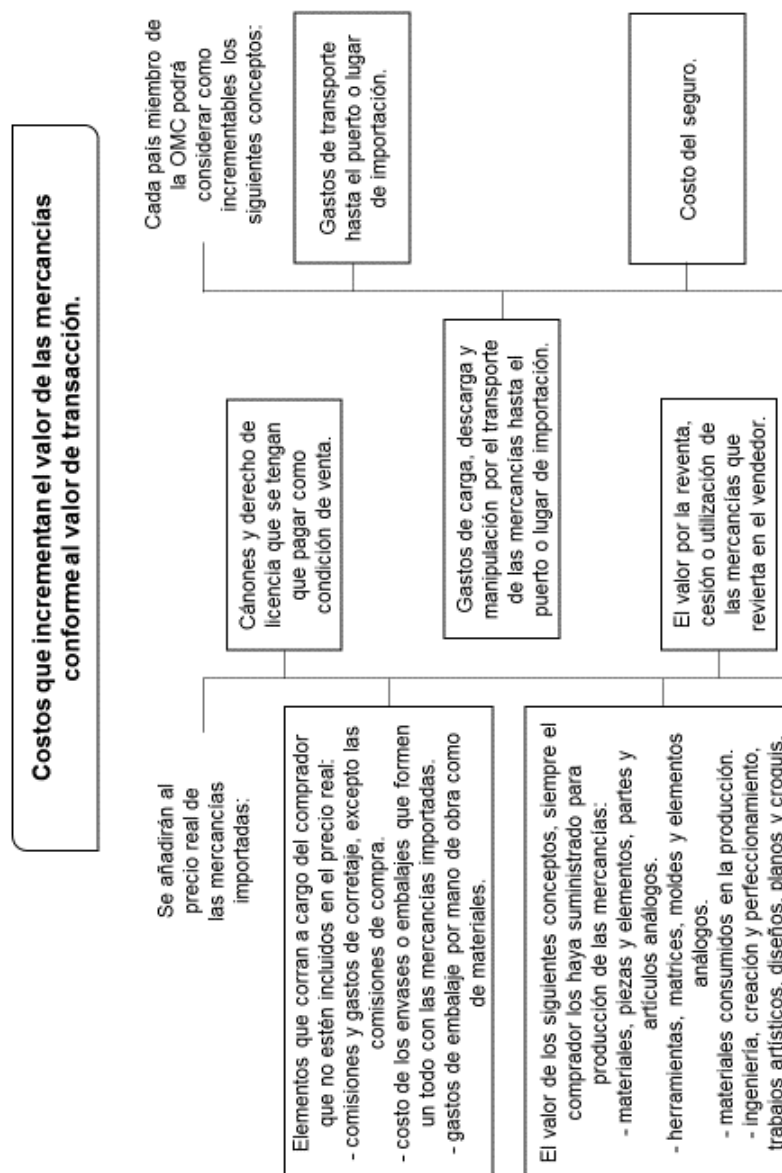 Costos que incrementan el valor de las mercancías
conforme al valor de transacción.
Se añadirán al
precio real de
las mercancías
importadas:
Elementos que corran a cargo del comprador
que no estén incluidos en el precio real:
- comisiones y gastos de corretaje, excepto las
comisiones de compra.
- costo de los envases o embalajes que formen
un todo con las mercancías importadas.
- gastos de embalaje por mano de obra como
de materiales.
Cánones y derecho de
licencia que se tengan
que pagar como
condición de venta.
El valor de los siguientes conceptos, siempre el
comprador los haya suministrado para
producción de las mercancías:
- materiales, piezas y elementos, partes y
artículos análogos.
- herramientas, matrices, moldes y elementos
análogos.
- materiales consumidos en la producción.
- ingeniería, creación y perfeccionamiento,
trabajos artísticos, diseños, planos y croquis.
El valor por la reventa,
cesión o utilización de
las mercancías que
revierta en el vendedor.
Cada país miembro de
la OMC podrá
considerar como
incrementables los
siguientes conceptos:
Gastos de transporte
hasta el puerto o lugar
de importación.
Gastos de carga, descarga y
manipulación por el transporte
de las mercancías hasta el
puerto o lugar de importación.
Costo del seguro.